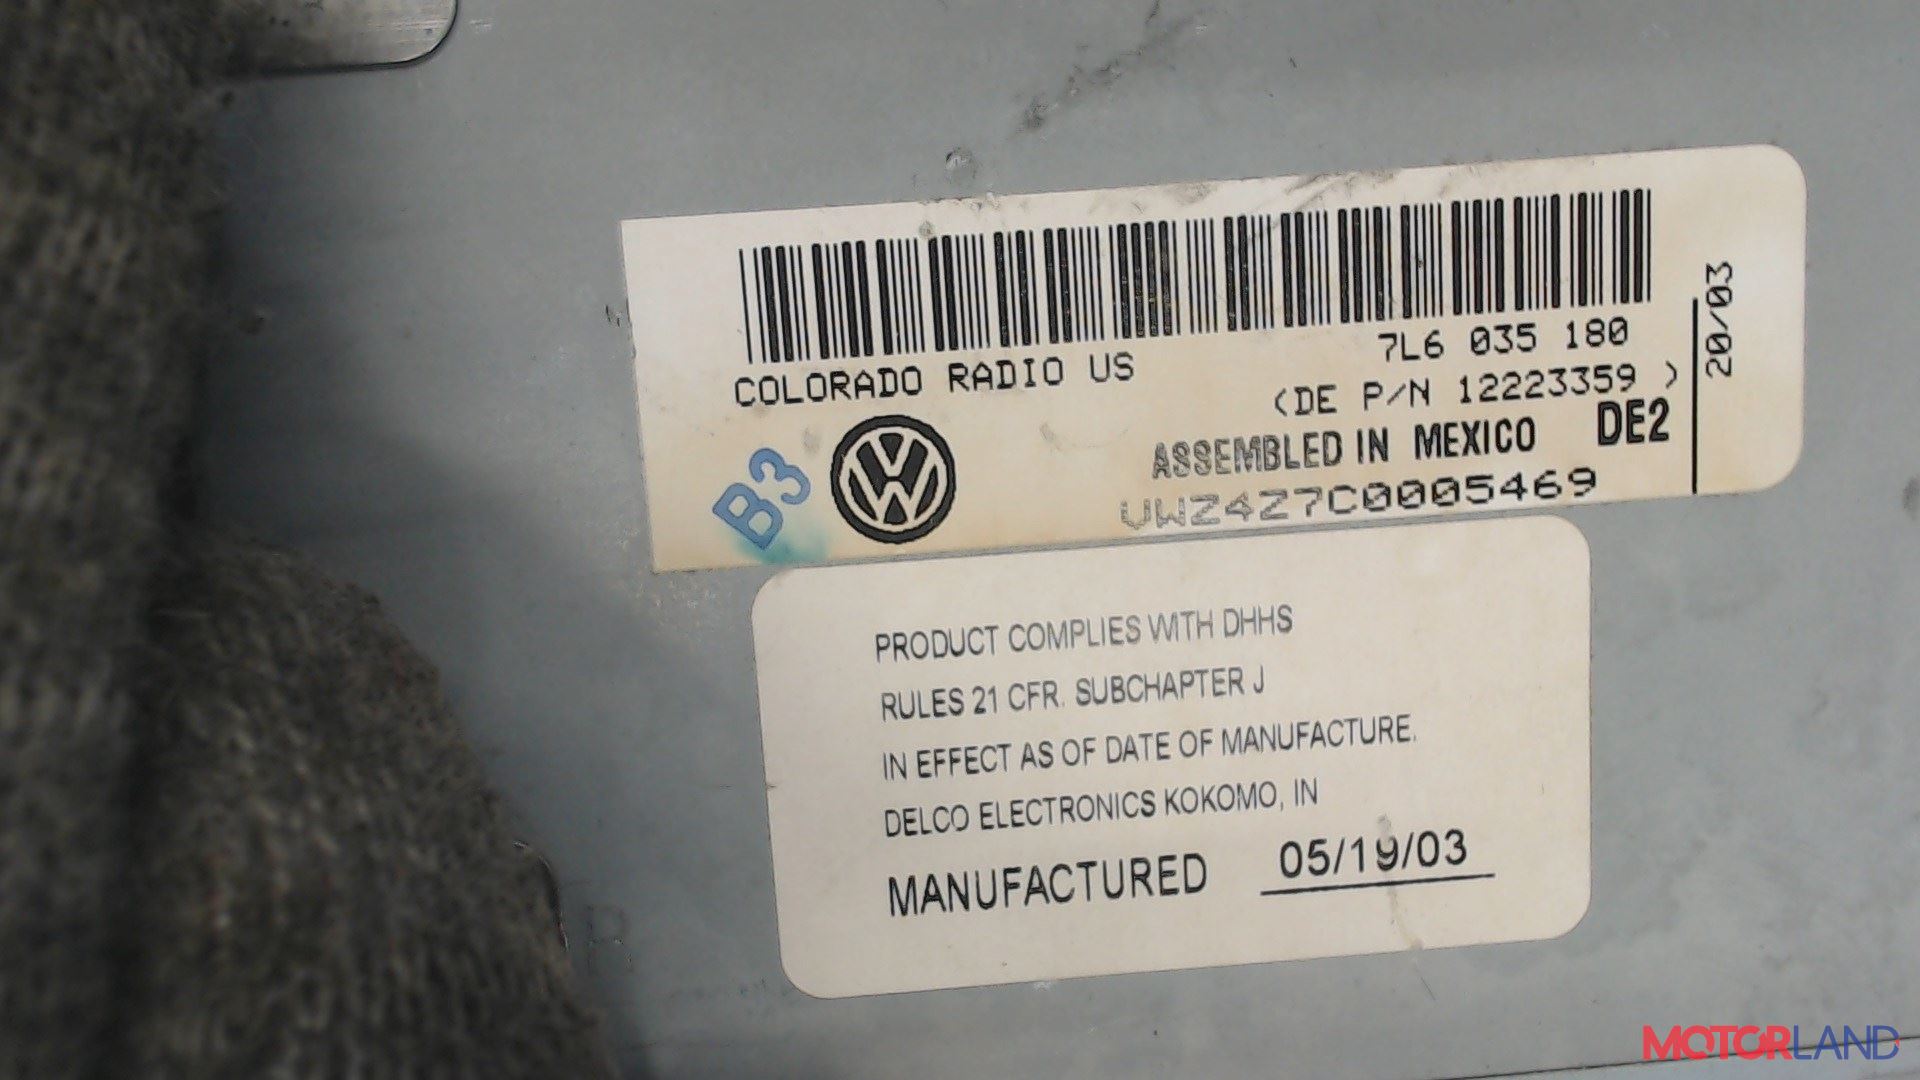 COLORADO RADIO US
7L6 035 180
(DE P/N 12223359 )
20/03
ASSEMBLED IN MEXICO DE2
VWZ4Z7C0005469
B3
PRODUCT COMPLIES WITH DHHS
RULES 21 CFR. SUBCHAPTER J
IN EFFECT AS OF DATE OF MANUFACTURE.
DELCO ELECTRONICS KOKOMO, IN
MANUFACTURED 05/19/03
MOTORLAND